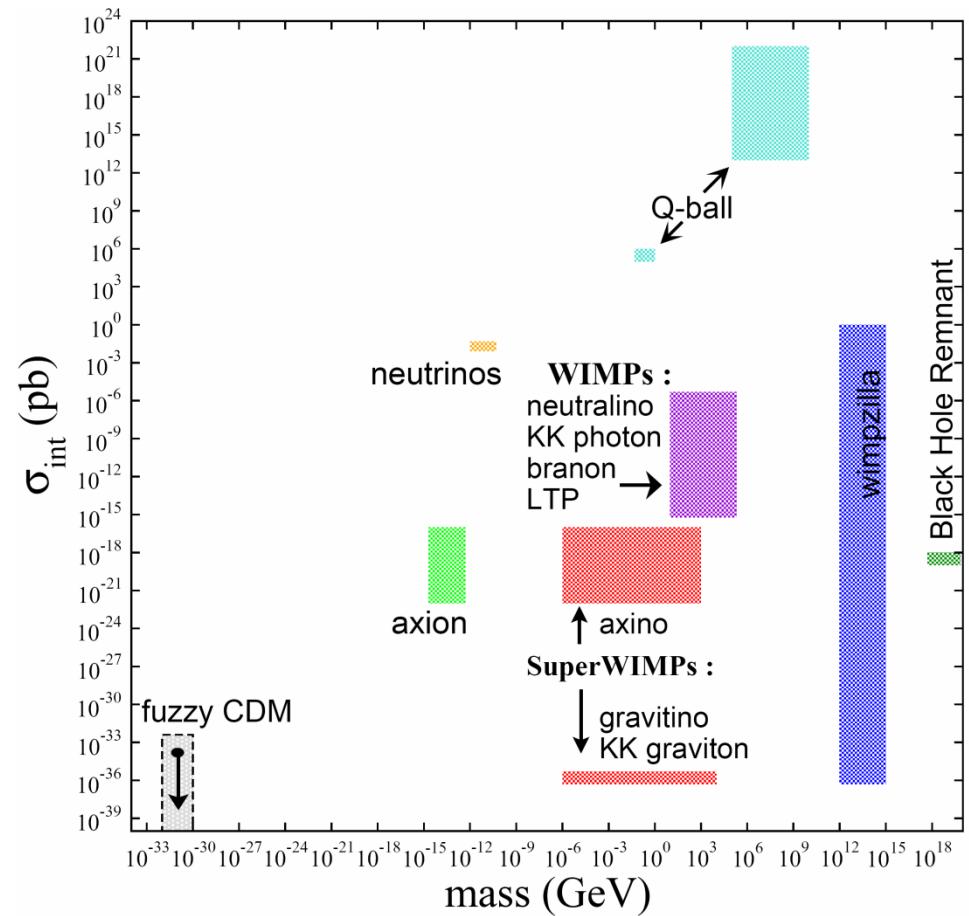 10^24
10^21
10^18
10^15
10^12
10^9
10^6
10^3
10^0
10^-3
10^-6
10^-9
10^-12
10^-15
10^-18
10^-21
10^-24
10^-27
10^-30
10^-33
10^-36
10^-39
σ_int (pb)
Q-ball
neutrinos
WIMPs :
neutralino
KK photon
branon
LTP
wimpzilla
Black Hole Remnant
axion
axino
SuperWIMPs :
gravitino
KK graviton
fuzzy CDM
10^-33 10^-30 10^-27 10^-24 10^-21 10^-18 10^-15 10^-12 10^-9 10^-6 10^-3 10^0 10^3 10^6 10^9 10^12 10^15 10^18
mass (GeV)